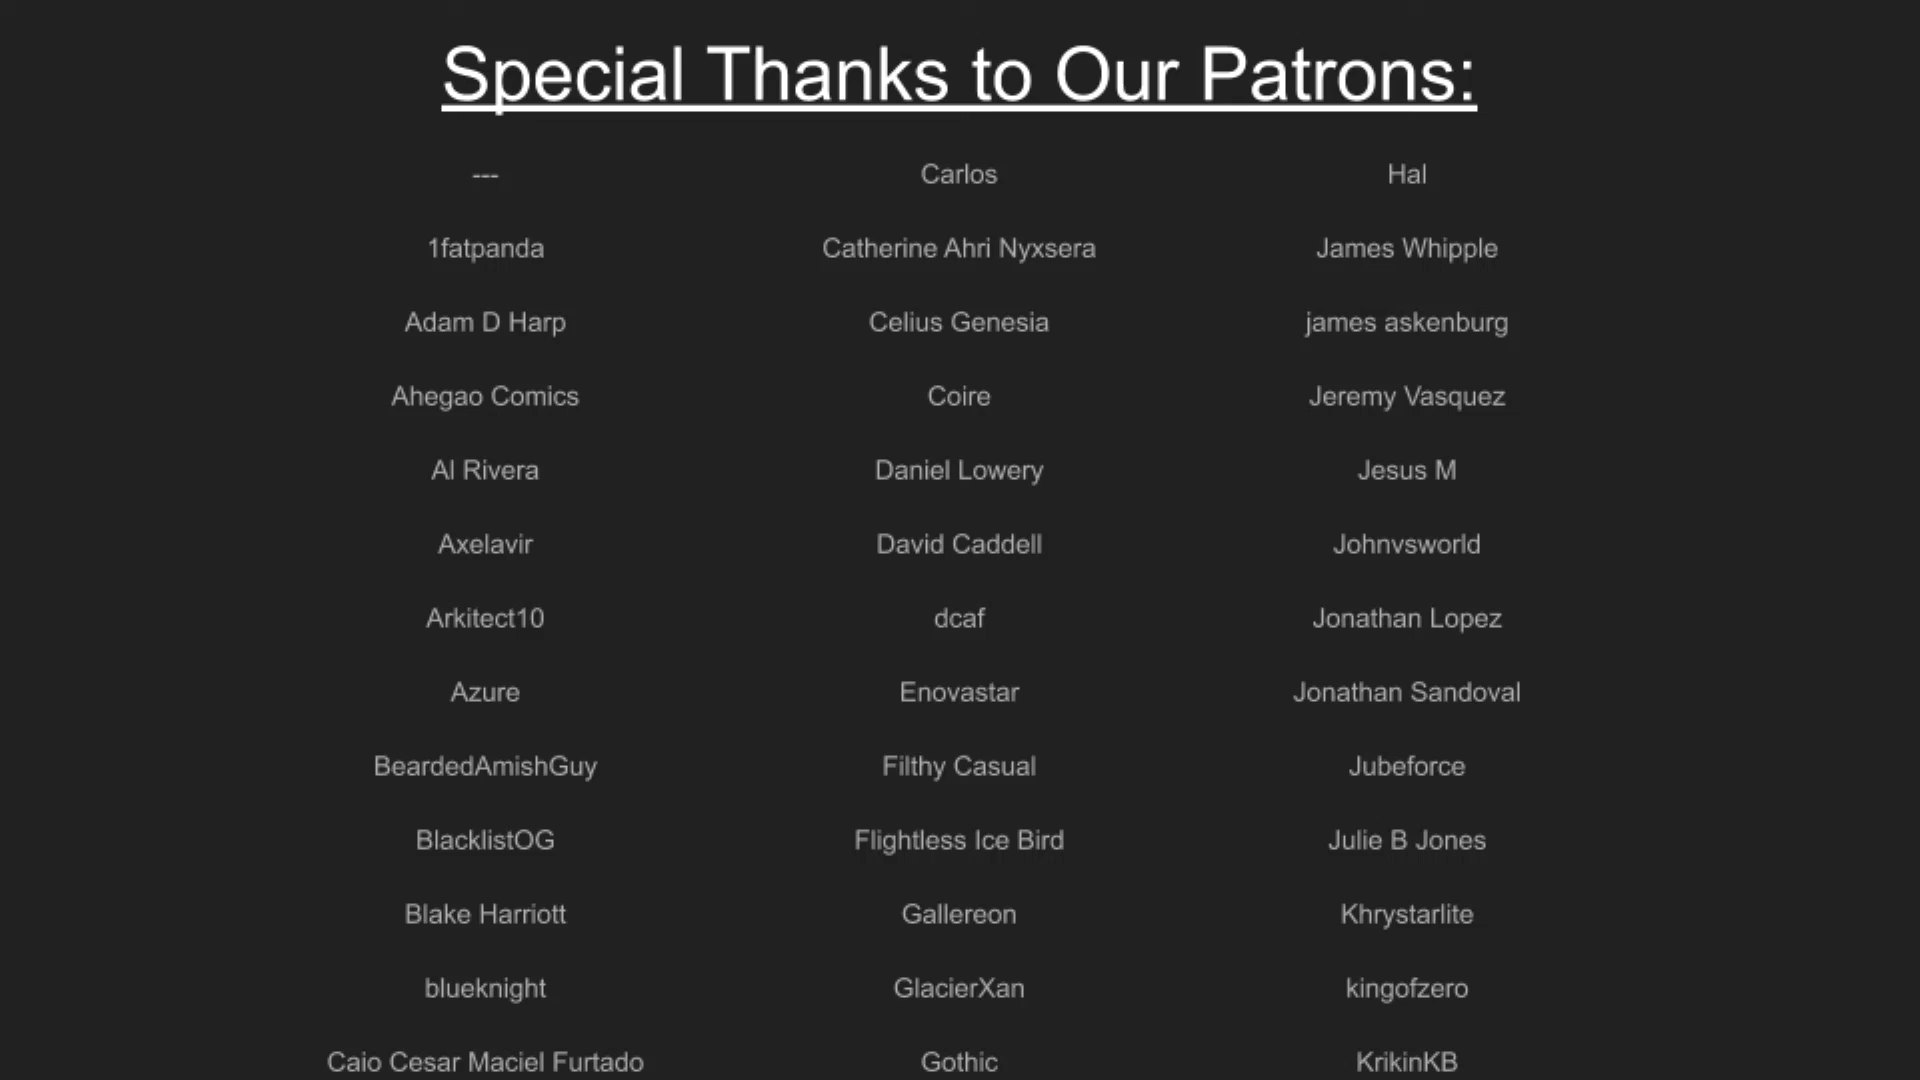 Special Thanks to Our Patrons:
--- Carlos Hal
1fatpanda Catherine Ahri Nyxsera James Whipple
Adam D Harp Celius Genesia james askenburg
Ahegao Comics Coire Jeremy Vasquez
Al Rivera Daniel Lowery Jesus M
Axelavir David Caddell Johnvsworld
Arkitect10 dcaf Jonathan Lopez
Azure Enovastar Jonathan Sandoval
BeardedAmishGuy Filthy Casual Jubeforce
BlacklistOG Flightless Ice Bird Julie B Jones
Blake Harriott Gallereon Khrystarlite
blueknight GlacierXan kingofzero
Caio Cesar Maciel Furtado Gothic KrikinKB